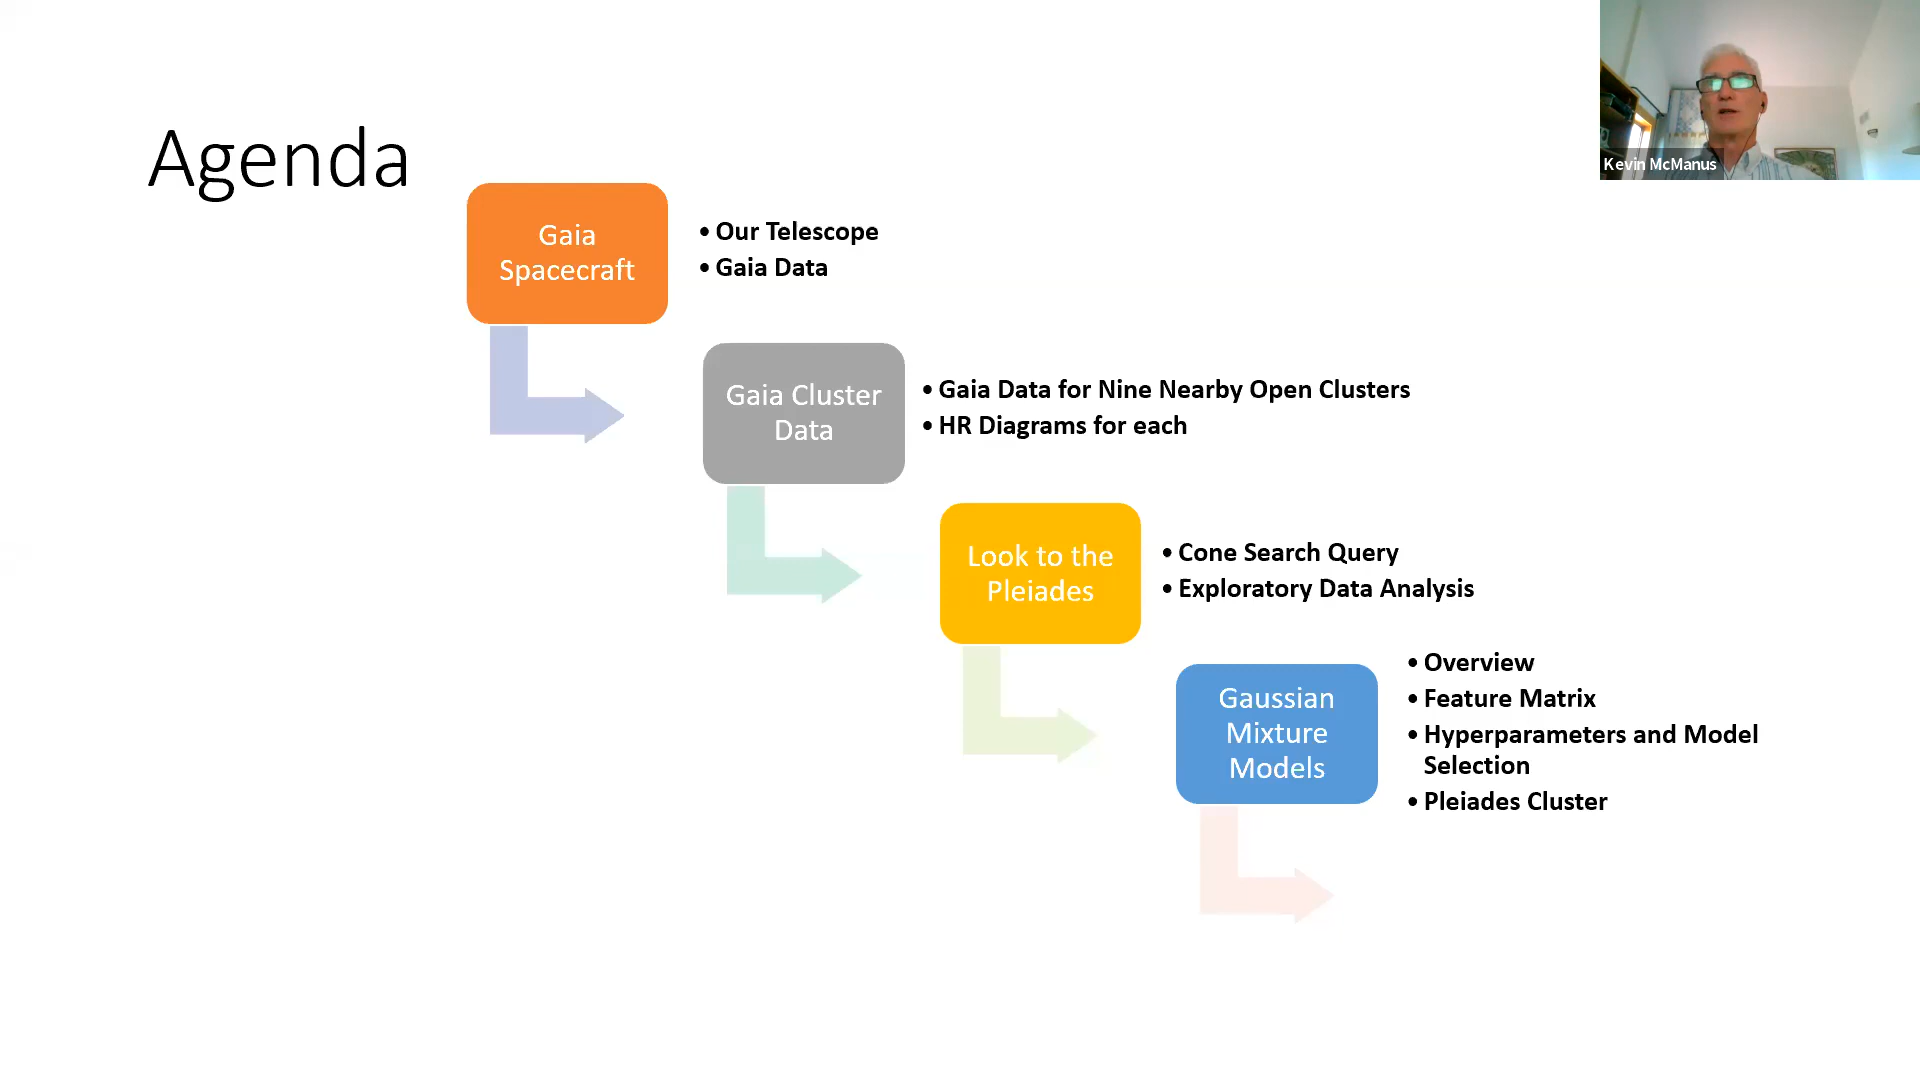 Agenda
Kevin McManus
Gaia
Spacecraft
• Our Telescope
• Gaia Data
Gaia Cluster
Data
• Gaia Data for Nine Nearby Open Clusters
• HR Diagrams for each
Look to the
Pleiades
• Cone Search Query
• Exploratory Data Analysis
Gaussian
Mixture
Models
• Overview
• Feature Matrix
• Hyperparameters and Model
Selection
• Pleiades Cluster